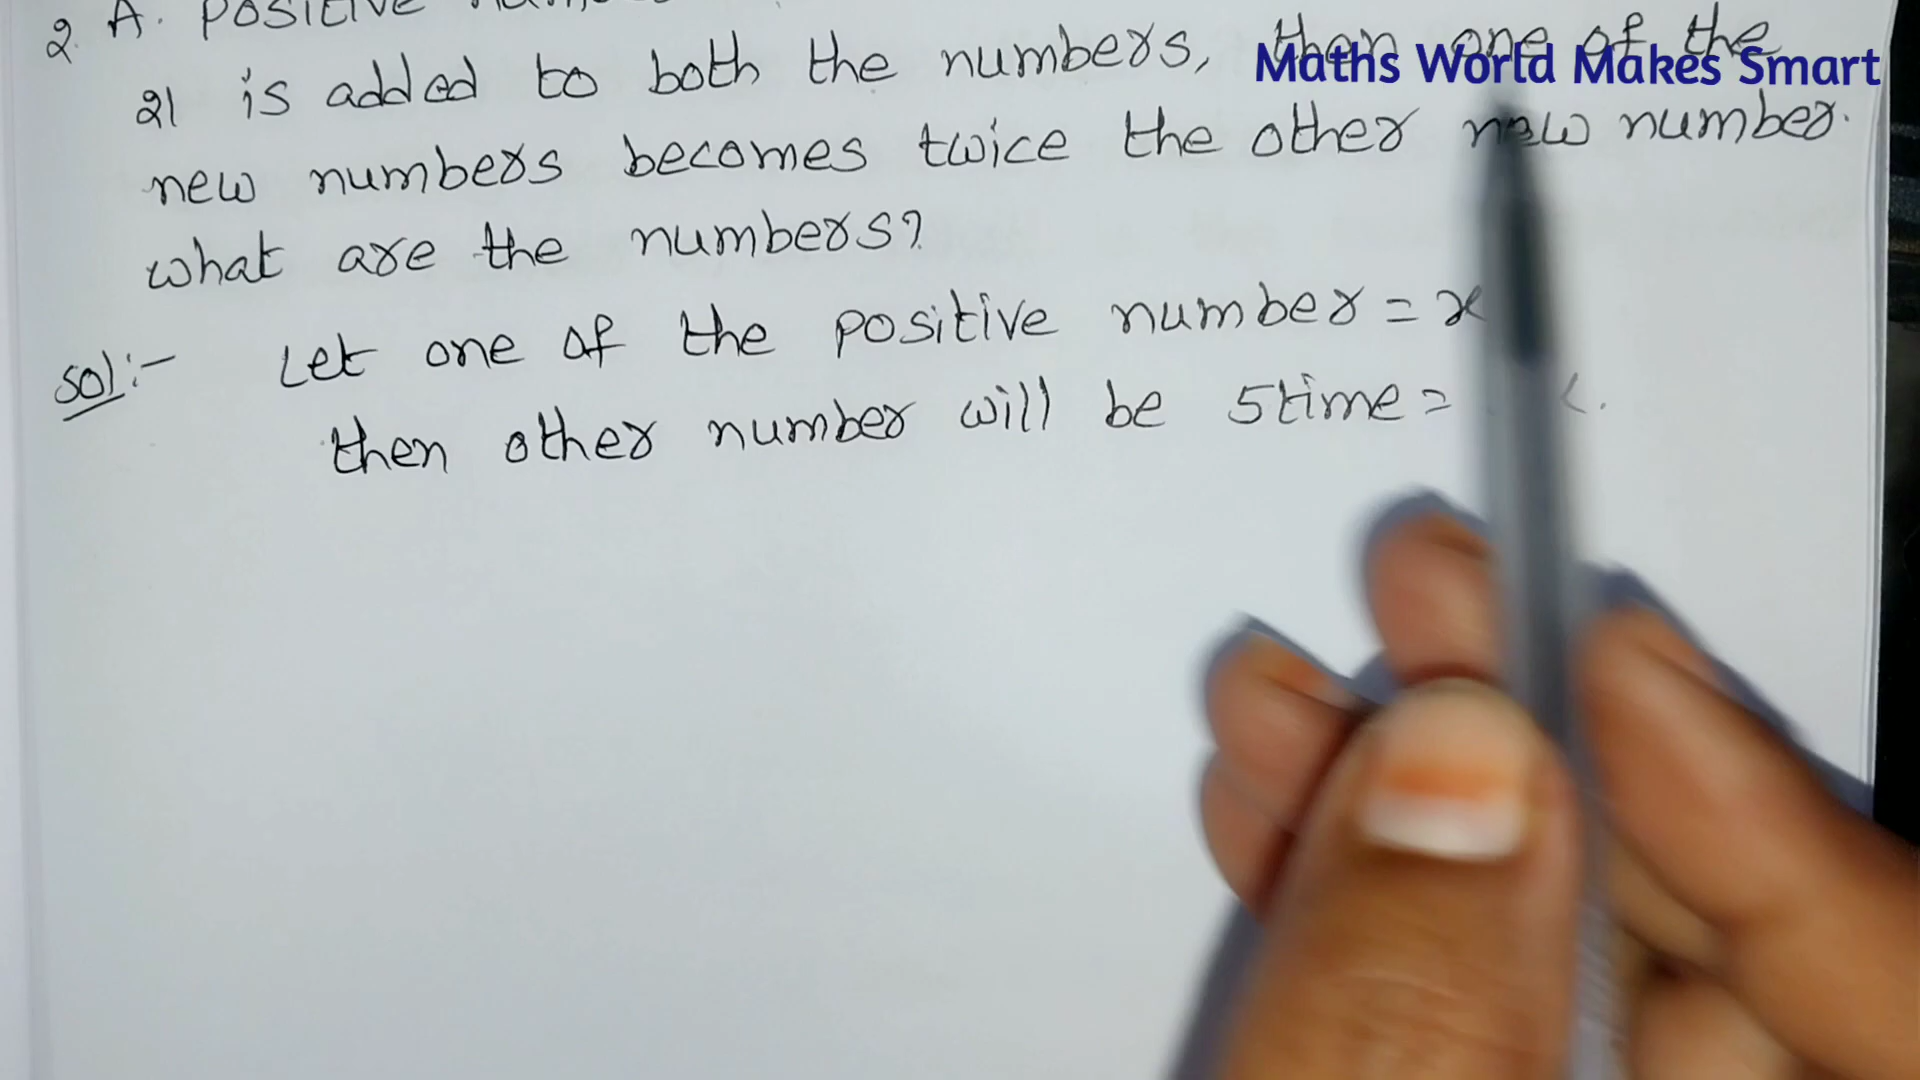 2. A. positive
21 is added to both the numbers, then one of the
Maths World Makes Smart
new numbers becomes twice the other new number.
what are the numbers?
sol:- Let one of the positive number = x
then other number will be 5time =